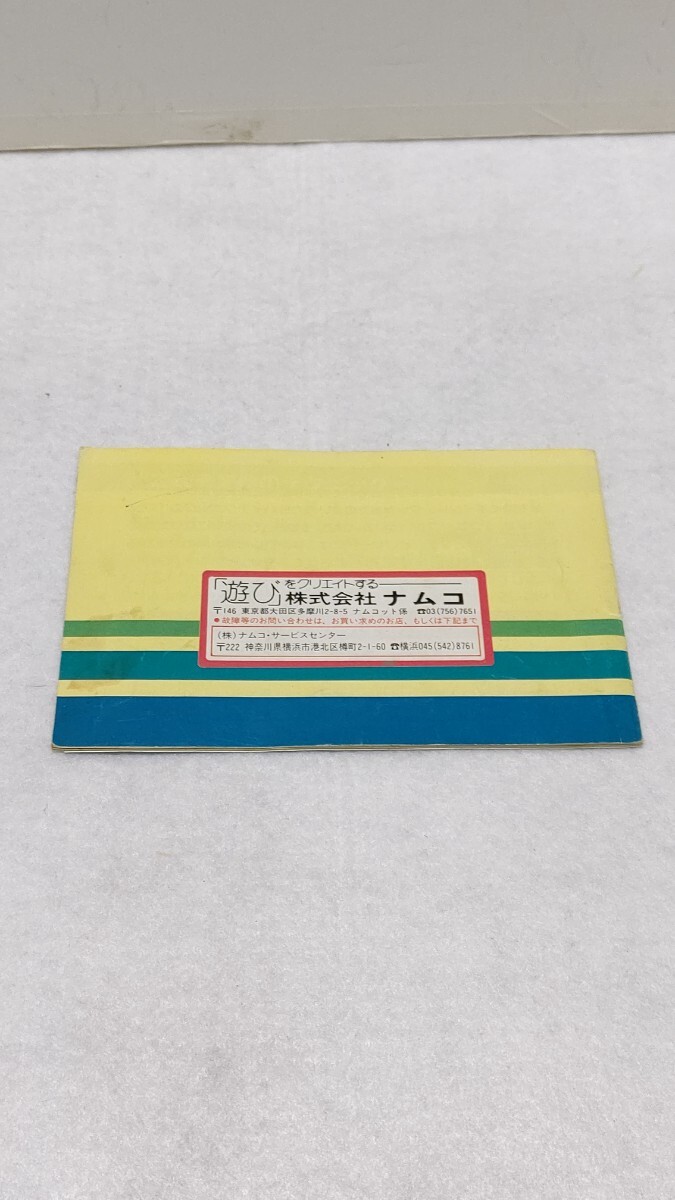 「遊び」をクリエイトする――
株式会社 ナムコ
〒146 東京都大田区多摩川2-8-5 ナムコット係 ☎03(756)7651
●故障等のお問い合わせは、お買い求めのお店、もしくは下記まで
(株)ナムコ・サービスセンター
〒222 神奈川県横浜市港北区樽町2-1-60 ☎横浜045(542)8761